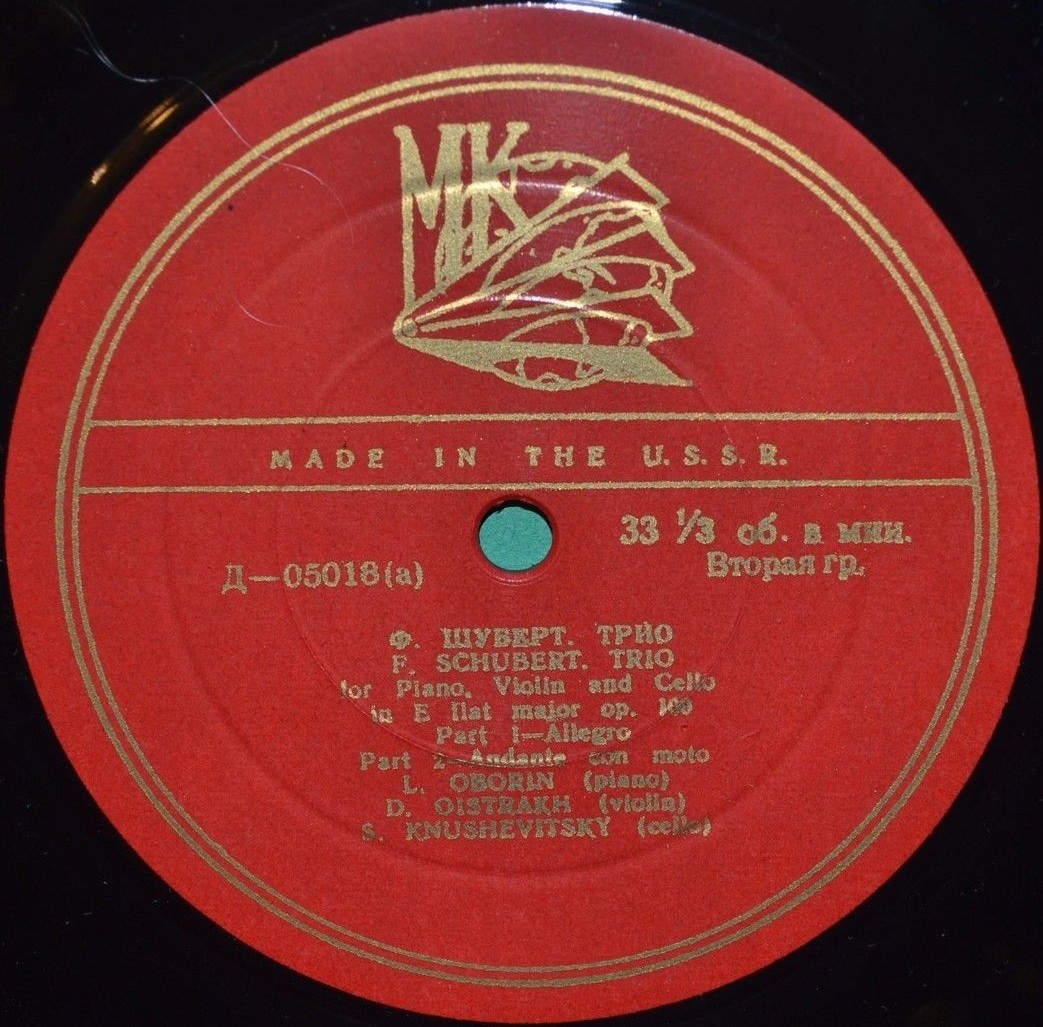 МК
MADE IN THE U.S.S.R.
33 ⅓ об. в мин.
Вторая гр.
Д—05018(а)
Ф. ШУБЕРТ. ТРИО
F. SCHUBERT. TRIO
for Piano, Violin and Cello
in E flat major op. 100
Part 1—Allegro
Part 2—Andante con moto
L. OBORIN (piano)
D. OISTRAKH (violin)
S. KNUSHEVITSKY (cello)